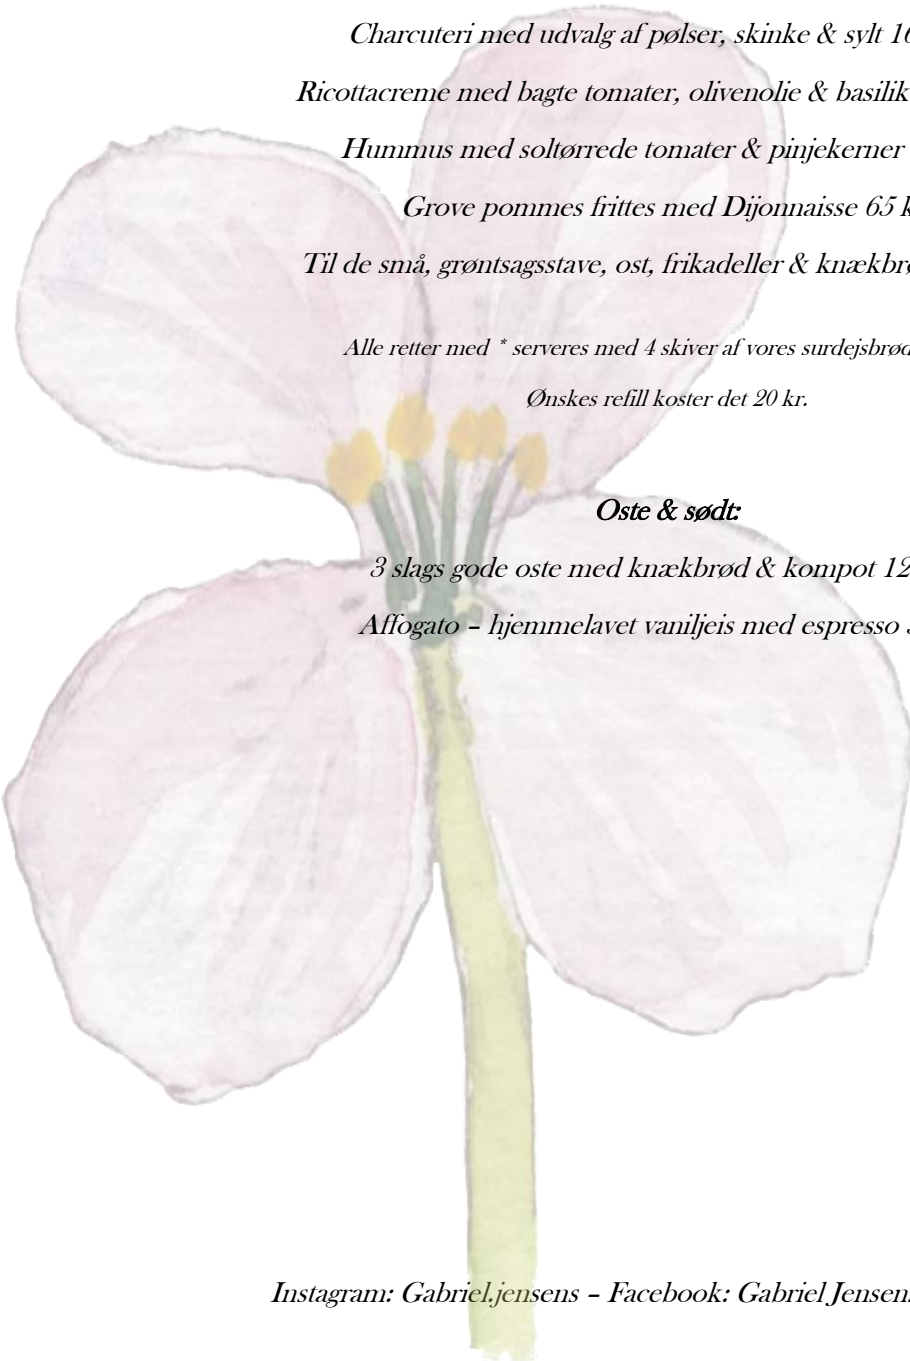 Charcuteri med udvalg af pølser, skinke & sylt
Ricottacreme med bagte tomater, olivenolie &
Hummus med soltørrede tomater & pinjekerner
Grove pommes frittes med Dijonnaisse 65
Til de små, grøntsagsstave, ost, frikadeller &
Alle retter med * serveres med 4 skiver af vores
Ønskes refill koster det 20 kr.
Oste & sødt:
3 slags gode oste med knækbrød & kompot
Affogato – hjemmelavet vaniljeis med espresso
Instagram: Gabriel.jensens – Facebook: Gabriel